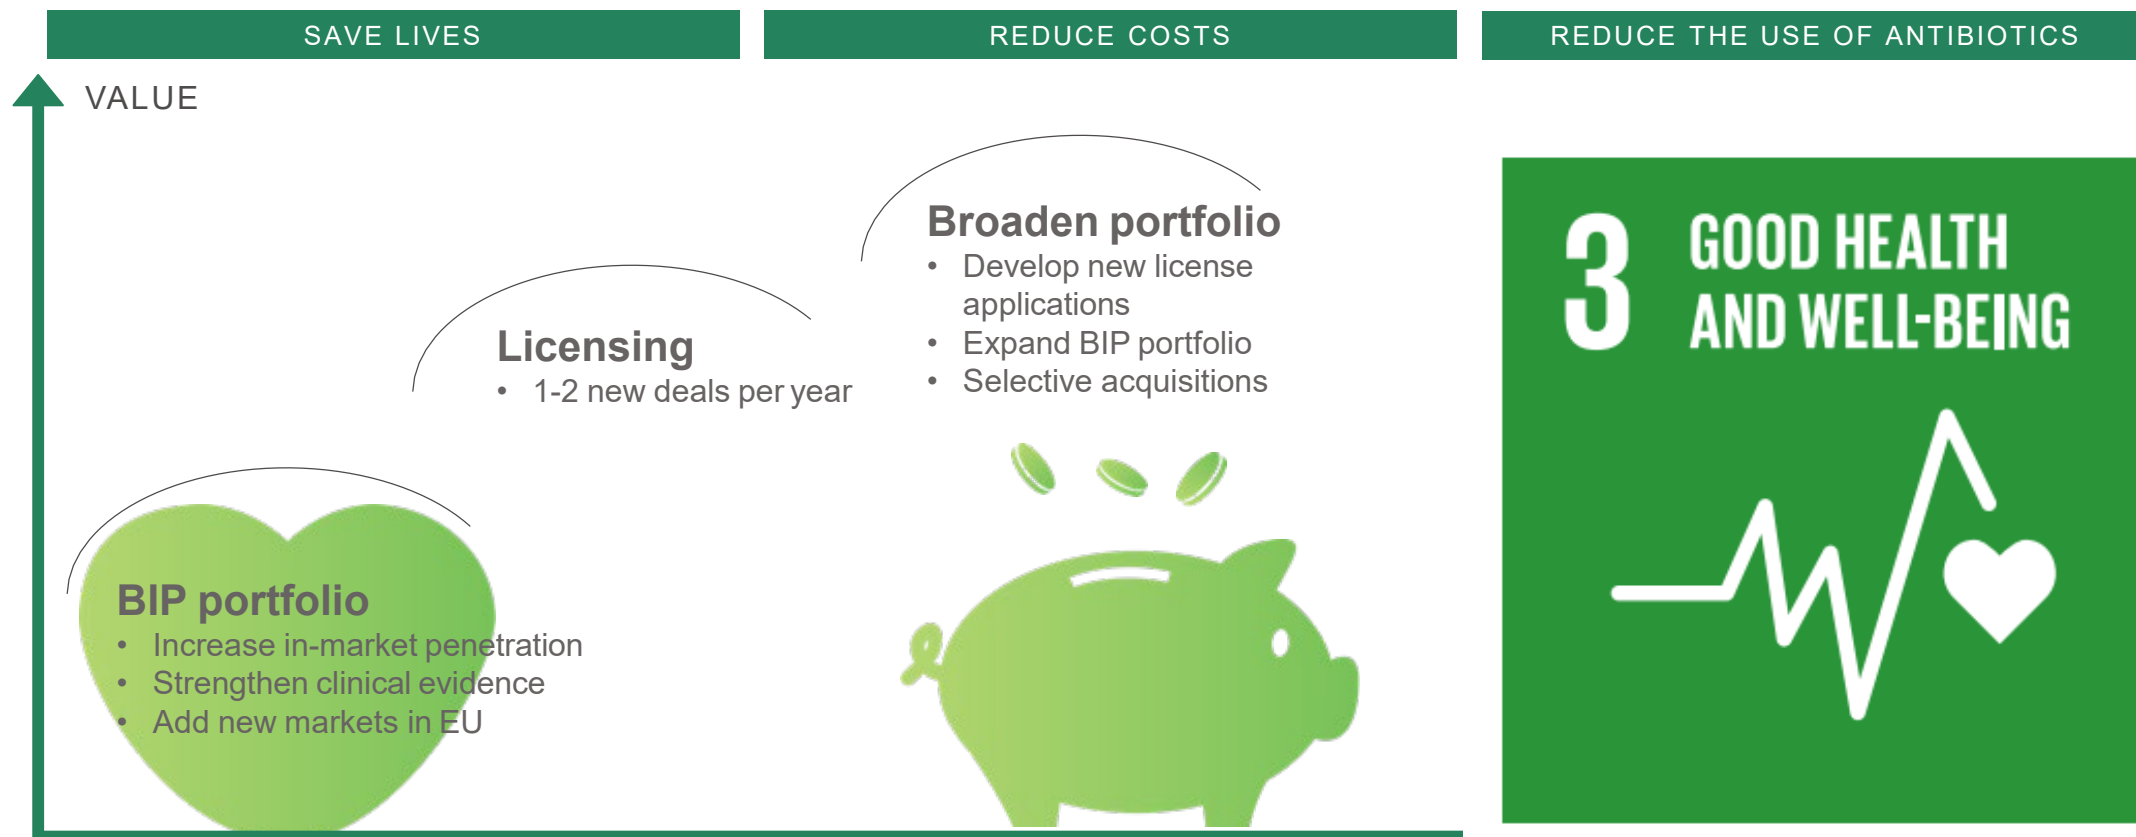 SAVE LIVES
REDUCE COSTS
REDUCE THE USE OF ANTIBIOTICS
VALUE
Broaden portfolio
• Develop new license
applications
• Expand BIP portfolio
• Selective acquisitions
Licensing
• 1-2 new deals per year
BIP portfolio
• Increase in-market penetration
• Strengthen clinical evidence
• Add new markets in EU
3 GOOD HEALTH
AND WELL-BEING